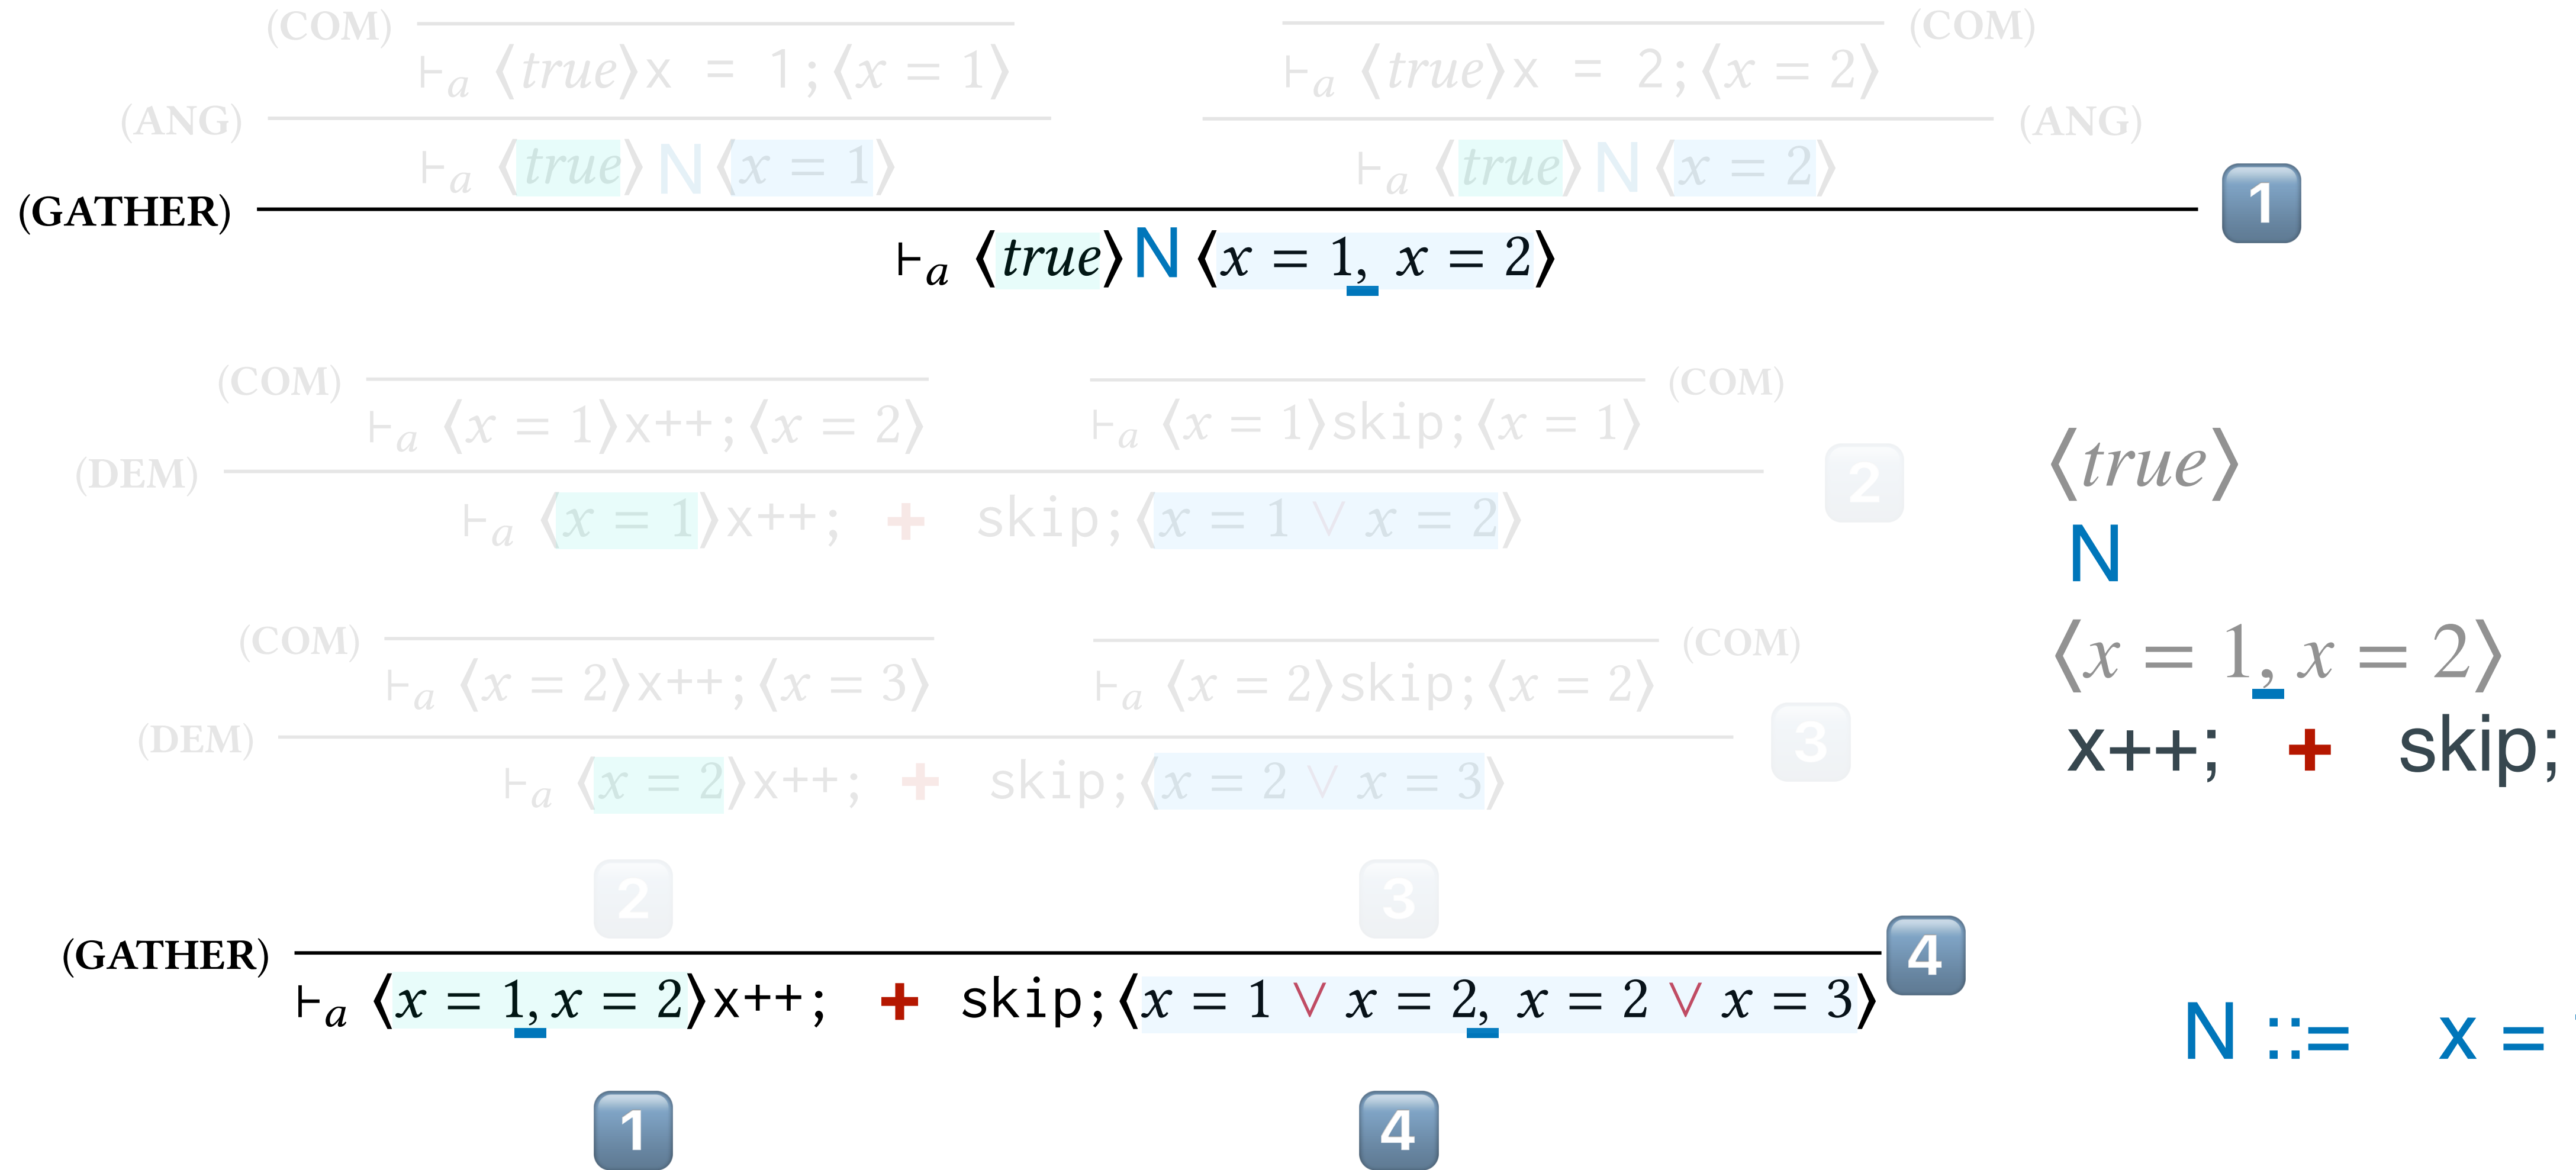 (COM) (COM)
⊢a ⟨true⟩x = 1;⟨x = 1⟩ ⊢a ⟨true⟩x = 2;⟨x = 2⟩
(ANG) (ANG)
⊢a ⟨true⟩ N ⟨x = 1⟩ ⊢a ⟨true⟩ N ⟨x = 2⟩
(GATHER) 1
⊢a ⟨true⟩ N ⟨x = 1, x = 2⟩
(COM) (COM)
⊢a ⟨x = 1⟩x++;⟨x = 2⟩ ⊢a ⟨x = 1⟩skip;⟨x = 1⟩
(DEM) 2
⊢a ⟨x = 1⟩x++; + skip;⟨x = 1 ∨ x = 2⟩
(COM) (COM)
⊢a ⟨x = 2⟩x++;⟨x = 3⟩ ⊢a ⟨x = 2⟩skip;⟨x = 2⟩
(DEM) 3
⊢a ⟨x = 2⟩x++; + skip;⟨x = 2 ∨ x = 3⟩
2 3
(GATHER) 4
⊢a ⟨x = 1, x = 2⟩x++; + skip;⟨x = 1 ∨ x = 2, x = 2 ∨ x = 3⟩
1 4
⟨true⟩
N
⟨x = 1, x = 2⟩
x++; + skip;
N ::= x =